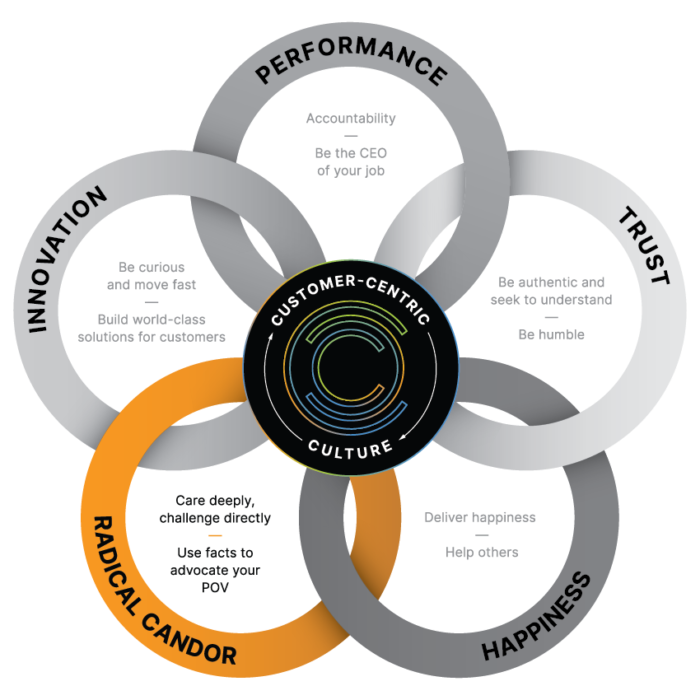 PERFORMANCE
Accountability
Be the CEO
of your job
INNOVATION
Be curious
and move fast
Build world-class
solutions for customers
TRUST
Be authentic and
seek to understand
Be humble
CUSTOMER-CENTRIC
CULTURE
RADICAL CANDOR
Care deeply,
challenge directly
Use facts to
advocate your
POV
HAPPINESS
Deliver happiness
Help others